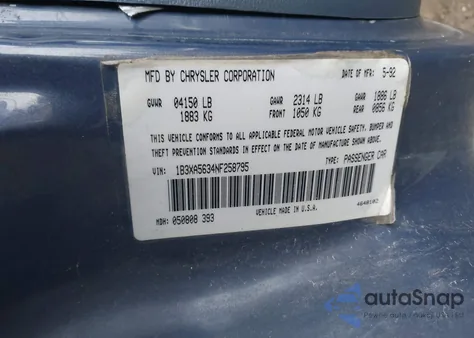 MFD BY CHRYSLER CORPORATION DATE OF MFR. 5-92
GVWR 04150 LB GAWR 2314 LB GAWR 1886 LB
1883 KG FRONT 1050 KG REAR 0856 KG
THIS VEHICLE CONFORMS TO ALL APPLICABLE FEDERAL MOTOR VEHICLE SAFETY, BUMPER AND
THEFT PREVENTION STANDARDS IN EFFECT ON THE DATE OF MANUFACTURE SHOWN ABOVE.
VIN: 1B3XA5634NF258795 TYPE: PASSENGER CAR
MDH: 050808 393 VEHICLE MADE IN U.S.A. 4648102
autoSnap